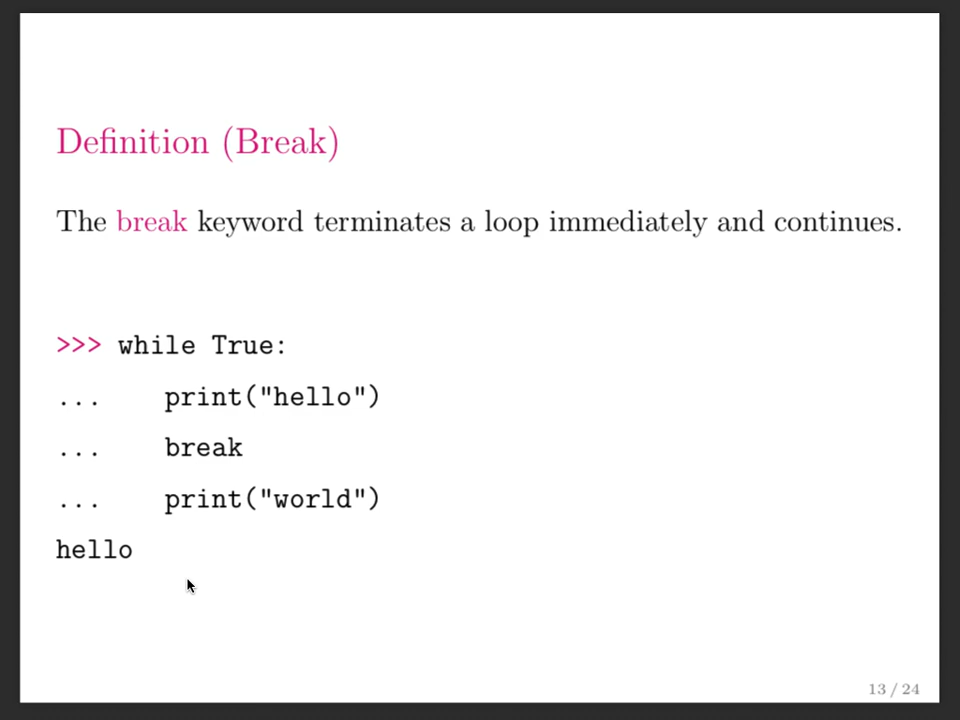 Definition (Break)
The break keyword terminates a loop immediately and continues.
>>> while True:
...    print("hello")
...    break
...    print("world")
hello
13 / 24